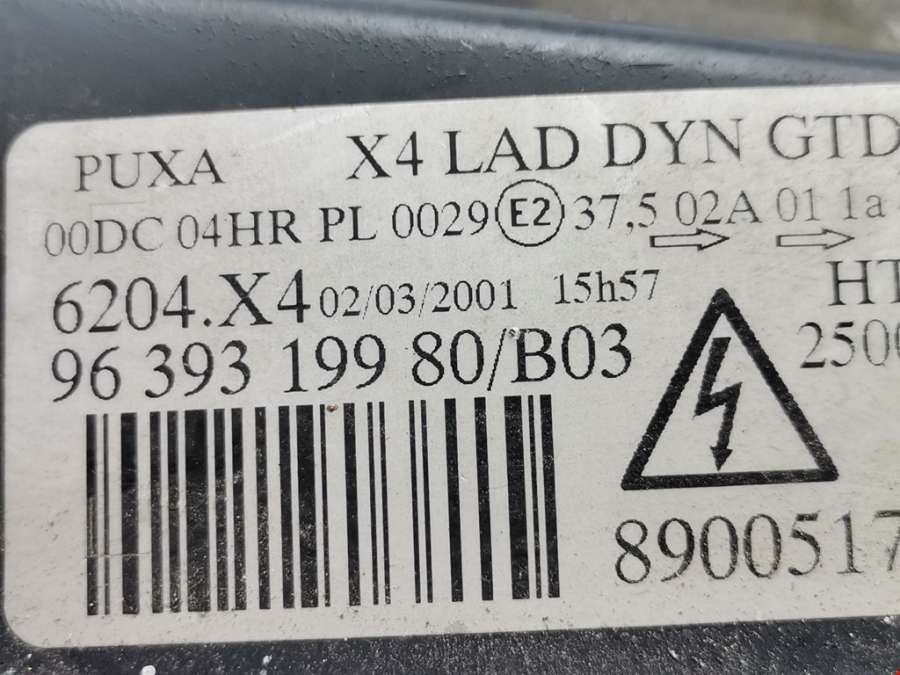 PUXA X4 LAD DYN GTD
00DC 04HR PL 0029 E2 37,5 02A 01 1a
6204.X4 02/03/2001 15h57
96 393 199 80/B03
8900517